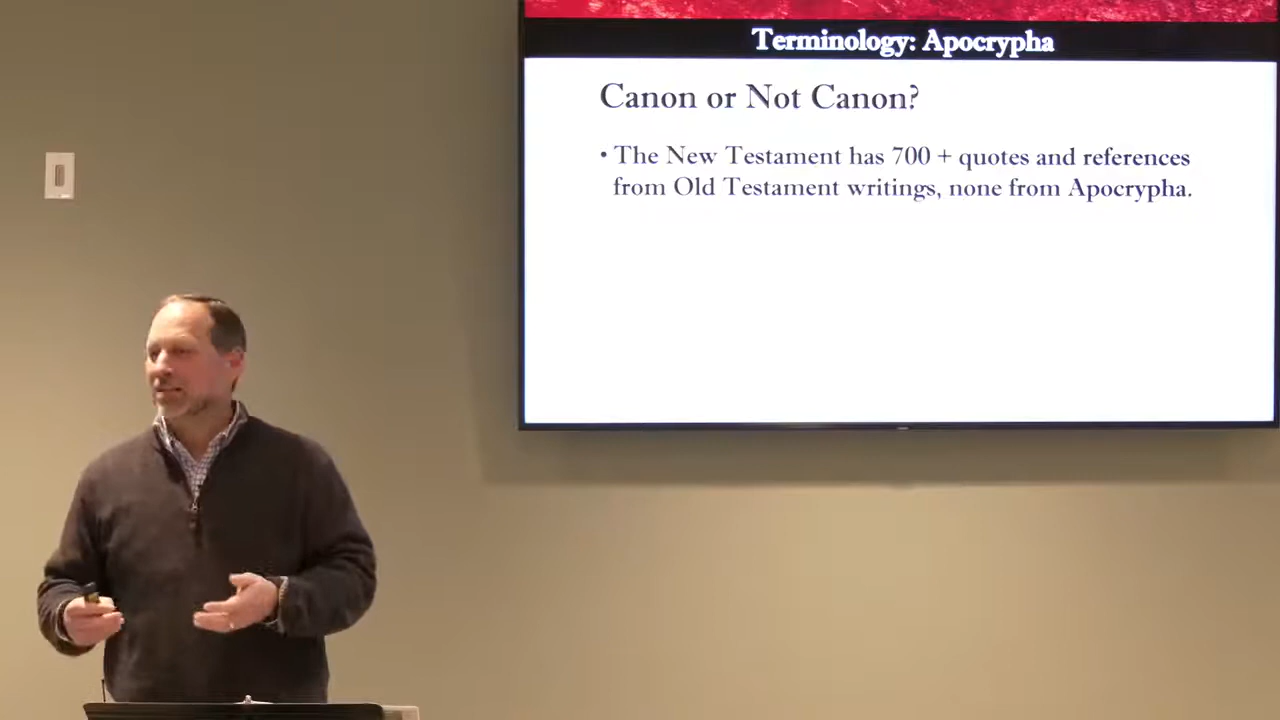 Terminology: Apocrypha
Canon or Not Canon?
• The New Testament has 700 + quotes and references
from Old Testament writings, none from Apocrypha.